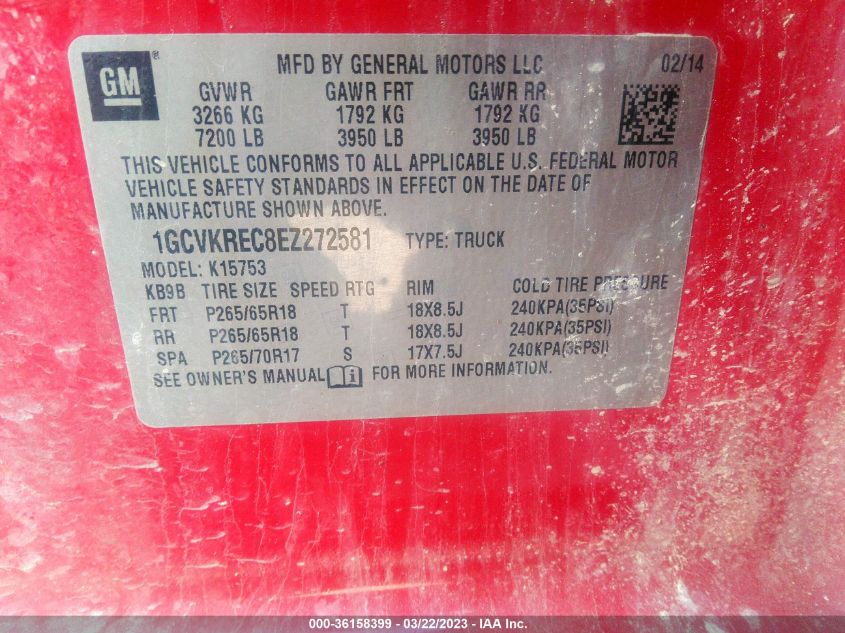 GM ® MFD BY GENERAL MOTORS LLC 02/14
GVWR GAWR FRT GAWR RR
3266 KG 1792 KG 1792 KG
7200 LB 3950 LB 3950 LB
THIS VEHICLE CONFORMS TO ALL APPLICABLE U.S. FEDERAL MOTOR
VEHICLE SAFETY STANDARDS IN EFFECT ON THE DATE OF
MANUFACTURE SHOWN ABOVE.
1GCVKREC8EZ272581 TYPE: TRUCK
MODEL: K15753
KB9B TIRE SIZE SPEED RTG RIM COLD TIRE PRESSURE
FRT P265/65R18 T 18X8.5J 240KPA(35PSI)
RR P265/65R18 T 18X8.5J 240KPA(35PSI)
SPA P265/70R17 S 17X7.5J 240KPA(35PSI)
SEE OWNER'S MANUAL i FOR MORE INFORMATION.
000-36158399 - 03/22/2023 - IAA Inc.